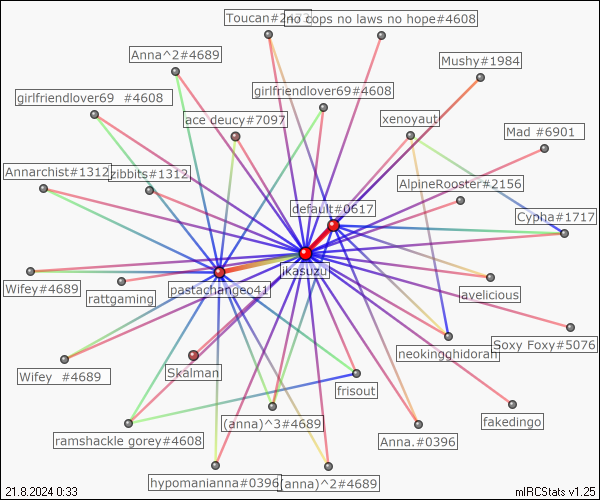 Toucan#2473
no cops no laws no hope#4608
Anna^2#4689
Mushy#1984
girlfriendlover69 #4608
girlfriendlover69#4608
ace deucy#7097
xenoyaut
Mad #6901
Annarchist#1312
zibbits#1312
AlpineRooster#2156
default#0617
Cypha#1717
jkasuzu
Wifey#4689
rattgaming
pastachangeo41
avelicious
Soxy Foxy#5076
neokingghidorah
Wifey #4689
Skalman
frisout
(anna)^3#4689
Anna.#0396
fakedingo
ramshackle gorey#4608
hypomanianna#0396
(anna)^2#4689
21.8.2024 0:33
mIRCStats v1.25